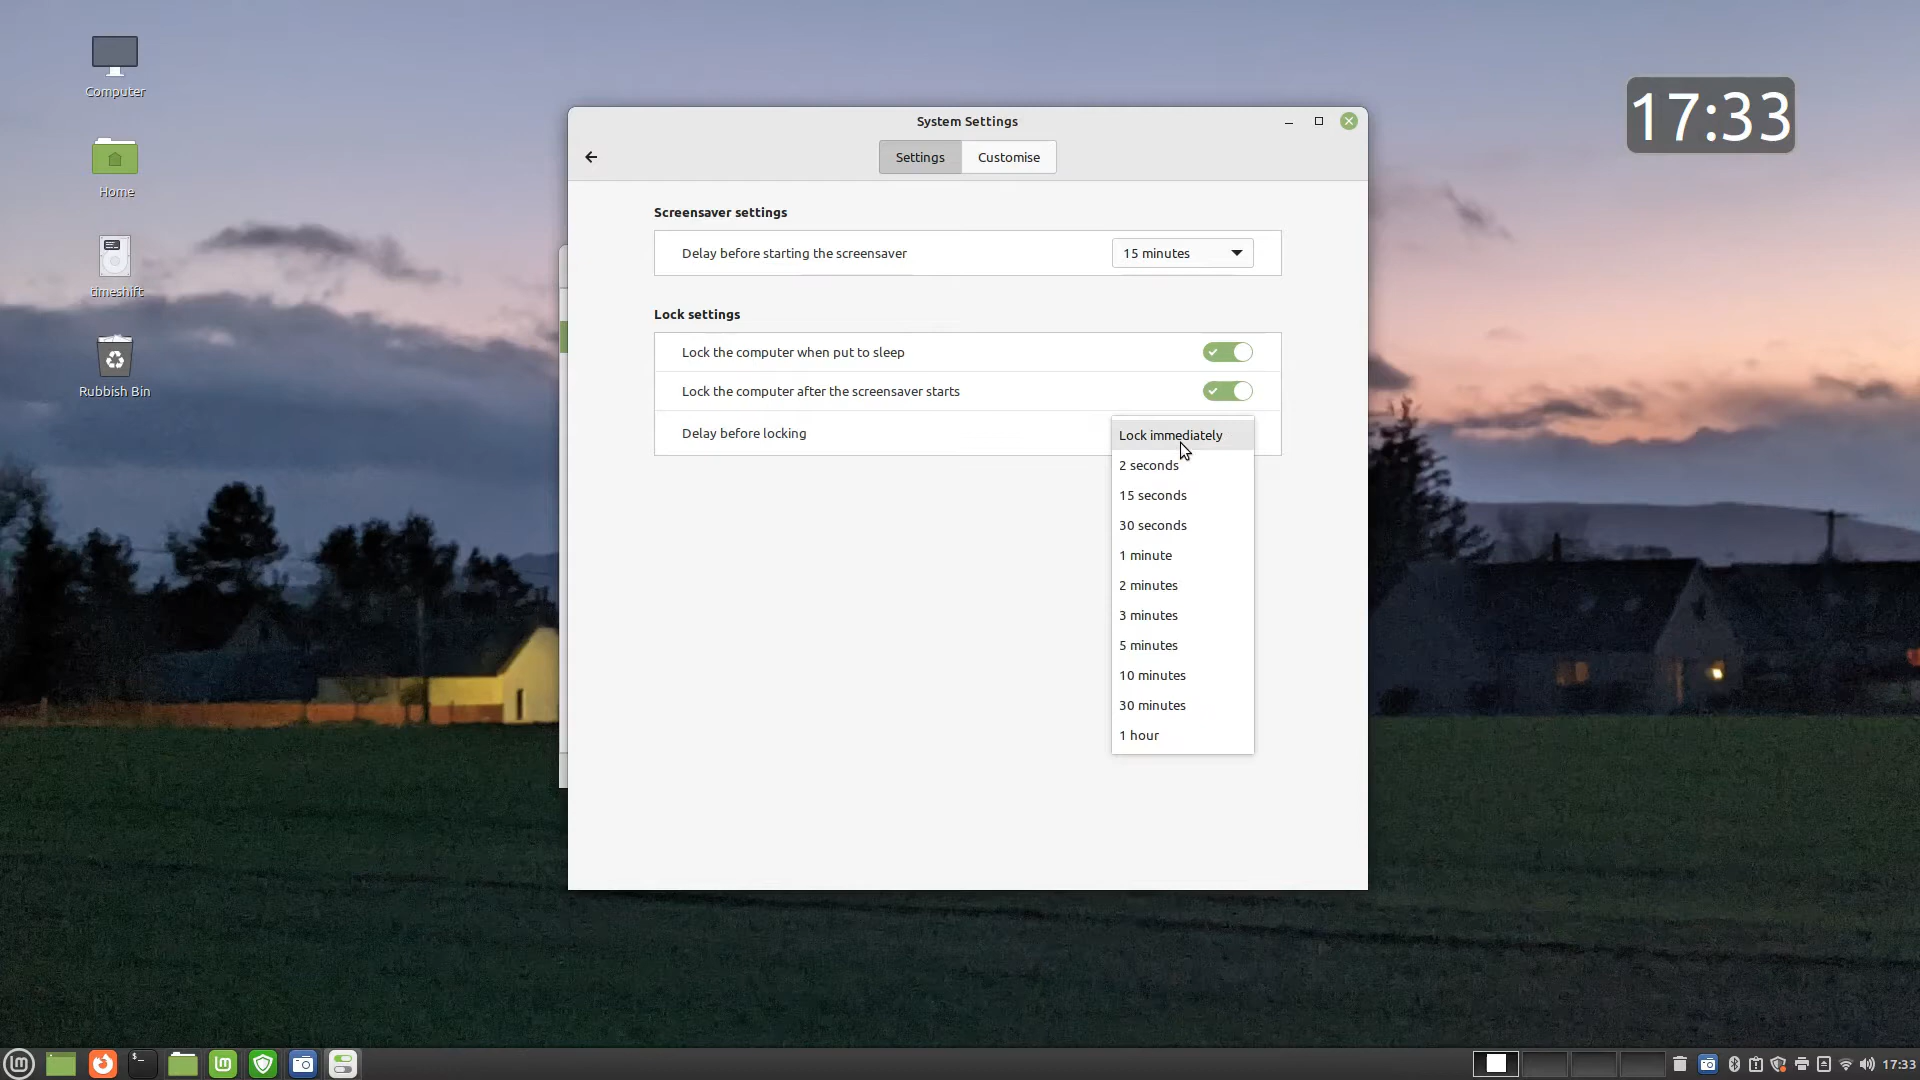 Computer
Home
timeshift
Rubbish Bin
17:33
System Settings
Settings
Customise
Screensaver settings
Delay before starting the screensaver
15 minutes
Lock settings
Lock the computer when put to sleep
Lock the computer after the screensaver starts
Delay before locking
Lock immediately
2 seconds
15 seconds
30 seconds
1 minute
2 minutes
3 minutes
5 minutes
10 minutes
30 minutes
1 hour
17:33